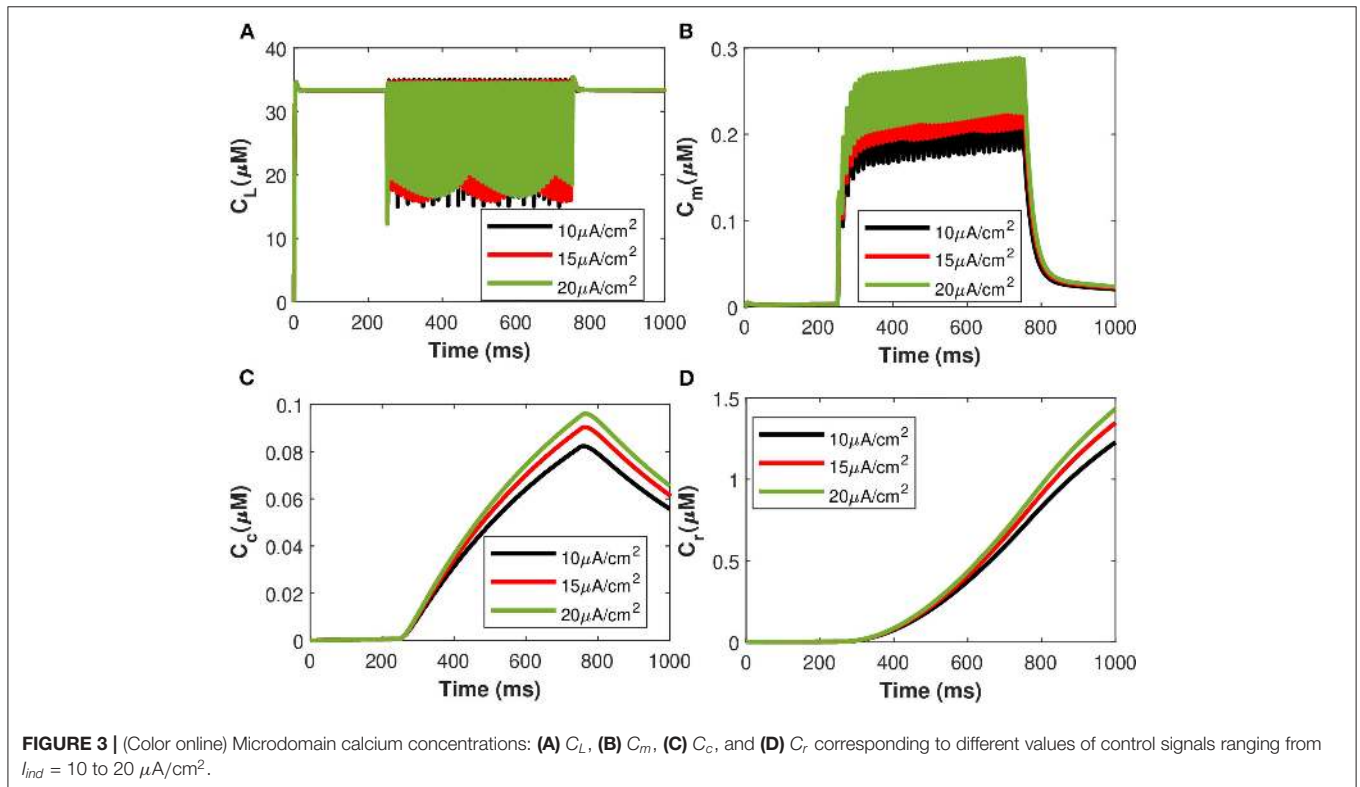 A
40
30
20
10
0
C_L(μM)
10μA/cm²
15μA/cm²
20μA/cm²
0 200 400 600 800 1000
Time (ms)
B
0.3
0.2
0.1
0
C_m(μM)
10μA/cm²
15μA/cm²
20μA/cm²
0 200 400 600 800 1000
Time (ms)
C
0.1
0.08
0.06
0.04
0.02
0
C_c(μM)
10μA/cm²
15μA/cm²
20μA/cm²
0 200 400 600 800 1000
Time (ms)
D
1.5
1
0.5
0
C_r(μM)
10μA/cm²
15μA/cm²
20μA/cm²
0 200 400 600 800 1000
Time (ms)
FIGURE 3 | (Color online) Microdomain calcium concentrations: (A) C_L, (B) C_m, (C) C_c, and (D) C_r corresponding to different values of control signals ranging from
I_ind = 10 to 20 μA/cm².